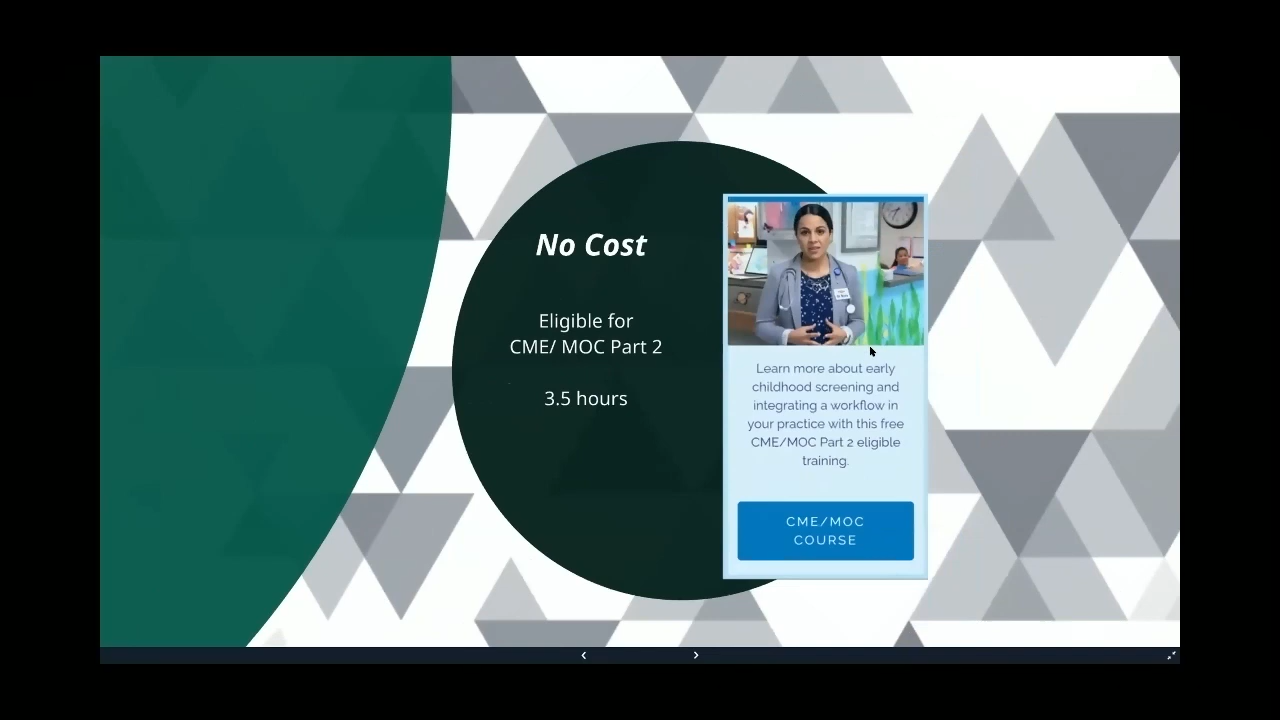 No Cost
Eligible for
CME/ MOC Part 2
3.5 hours
Learn more about early
childhood screening and
integrating a workflow in
your practice with this free
CME/MOC Part 2 eligible
training.
CME/MOC
COURSE